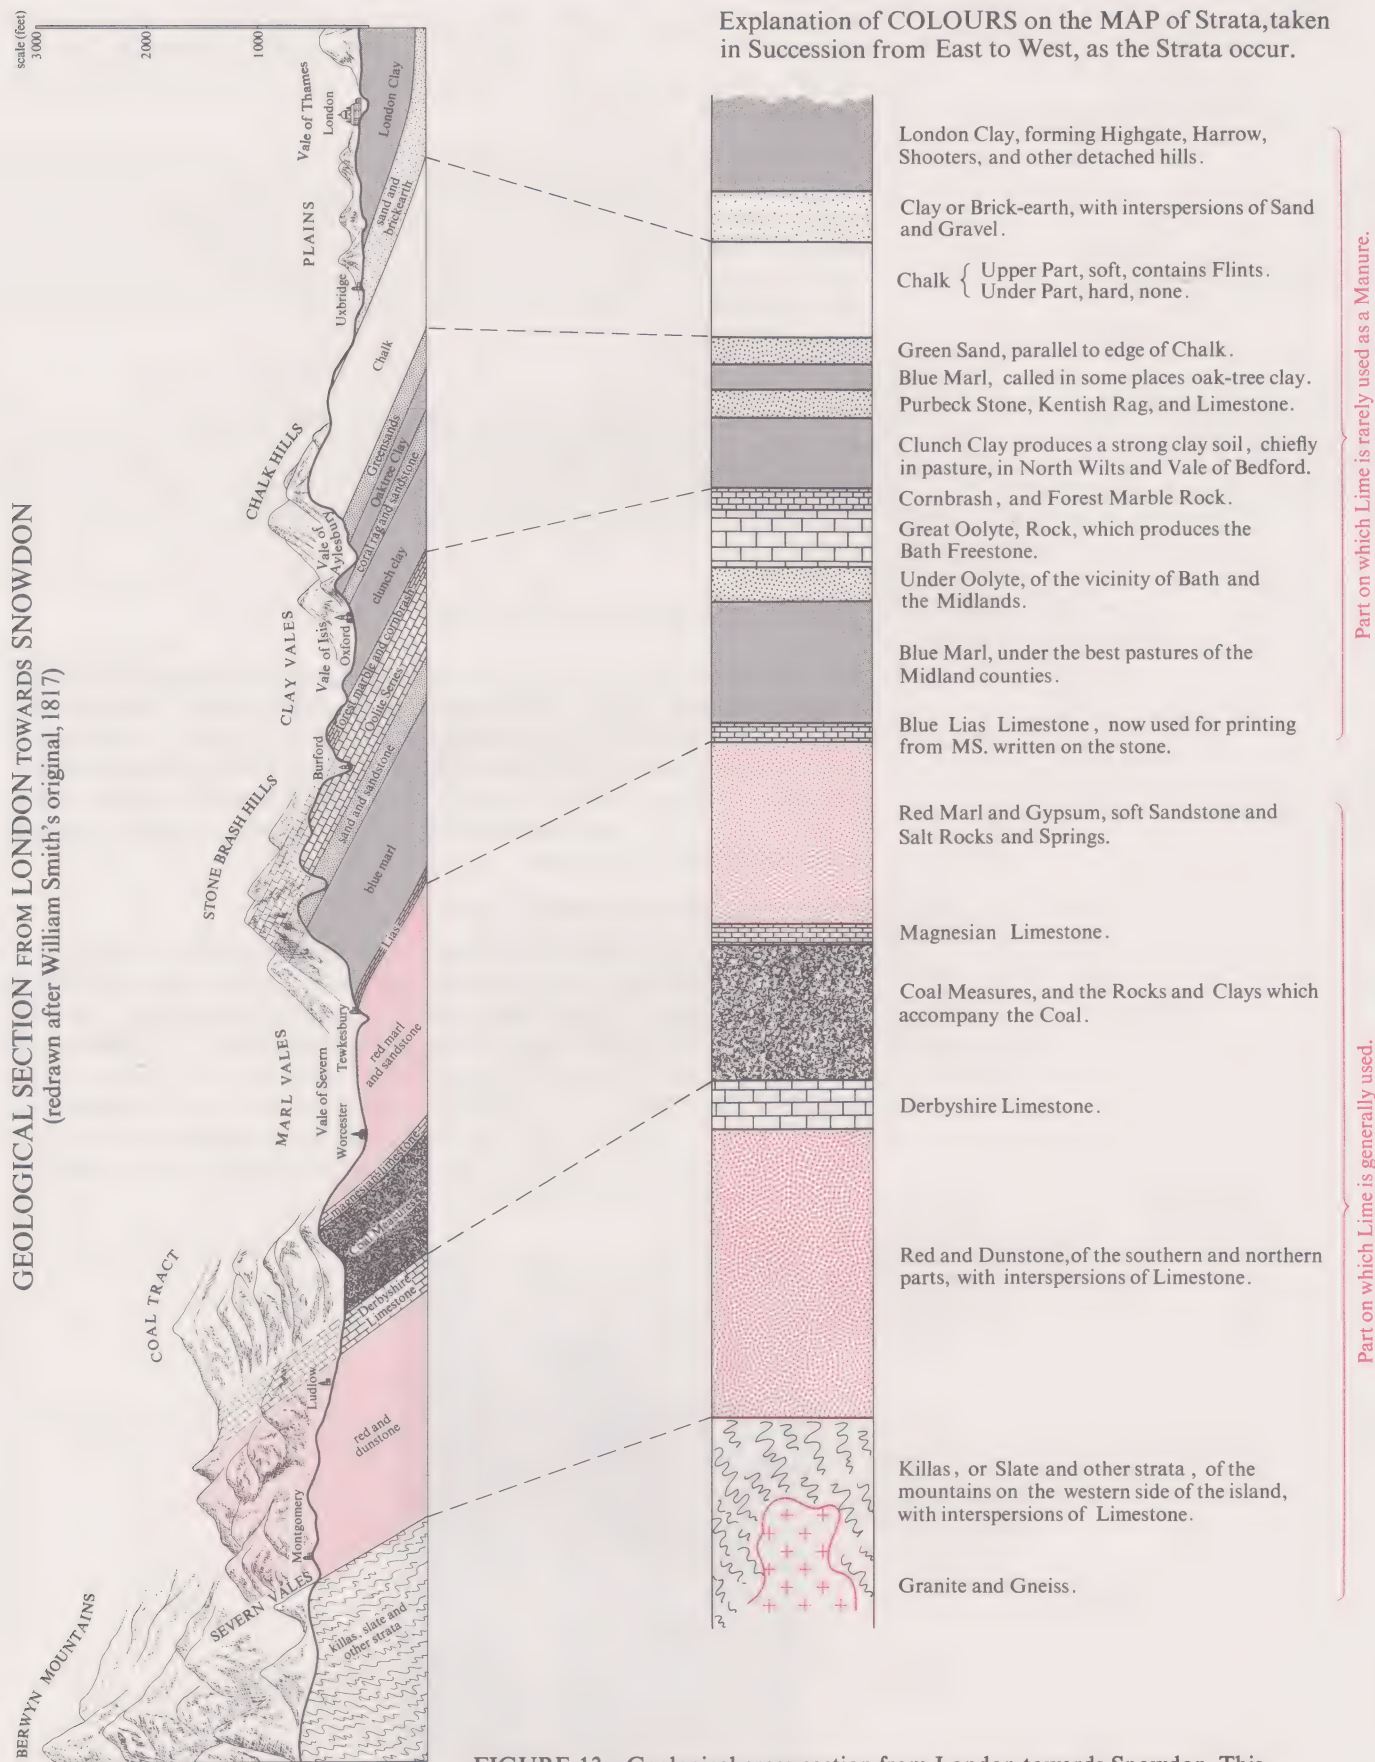 GEOLOGICAL SECTION FROM LONDON TOWARDS SNOWDON
(redrawn after William Smith's original, 1817)
scale (feet)
3000
2000
1000
Vale of Thames
London
London Clay
PLAINS
sand and
brickearth
Uxbridge
Chalk
CHALK HILLS
Greensands
Oaktree Clay
coral rag and sandstone
Vale of
Aylesbury
clunch clay
CLAY VALES
Vale of Isis
Oxford
forest marble and cornbrash
Oolite Series
Burford
sand and sandstone
STONE BRASH HILLS
blue marl
Lias
Tewkesbury
MARL VALES
Vale of Severn
red marl
and sandstone
Worcester
magnesian limestone
Coal Measures
COAL TRACT
Derbyshire
Limestone
Ludlow
red and
dunstone
Montgomery
SEVERN VALES
killas, slate and
other strata
BERWYN MOUNTAINS
Explanation of COLOURS on the MAP of Strata, taken
in Succession from East to West, as the Strata occur.
London Clay, forming Highgate, Harrow,
Shooters, and other detached hills.
Clay or Brick-earth, with interspersions of Sand
and Gravel.
Chalk { Upper Part, soft, contains Flints.
Under Part, hard, none.
Green Sand, parallel to edge of Chalk.
Blue Marl, called in some places oak-tree clay.
Purbeck Stone, Kentish Rag, and Limestone.
Clunch Clay produces a strong clay soil, chiefly
in pasture, in North Wilts and Vale of Bedford.
Cornbrash, and Forest Marble Rock.
Great Oolyte, Rock, which produces the
Bath Freestone.
Under Oolyte, of the vicinity of Bath and
the Midlands.
Blue Marl, under the best pastures of the
Midland counties.
Blue Lias Limestone, now used for printing
from MS. written on the stone.
Part on which Lime is rarely used as a Manure.
Red Marl and Gypsum, soft Sandstone and
Salt Rocks and Springs.
Magnesian Limestone.
Coal Measures, and the Rocks and Clays which
accompany the Coal.
Derbyshire Limestone.
Red and Dunstone, of the southern and northern
parts, with interspersions of Limestone.
Killas, or Slate and other strata, of the
mountains on the western side of the island,
with interspersions of Limestone.
Granite and Gneiss.
Part on which Lime is generally used.
FIGURE 13 Geological cross-section from London towards Snowdon. This